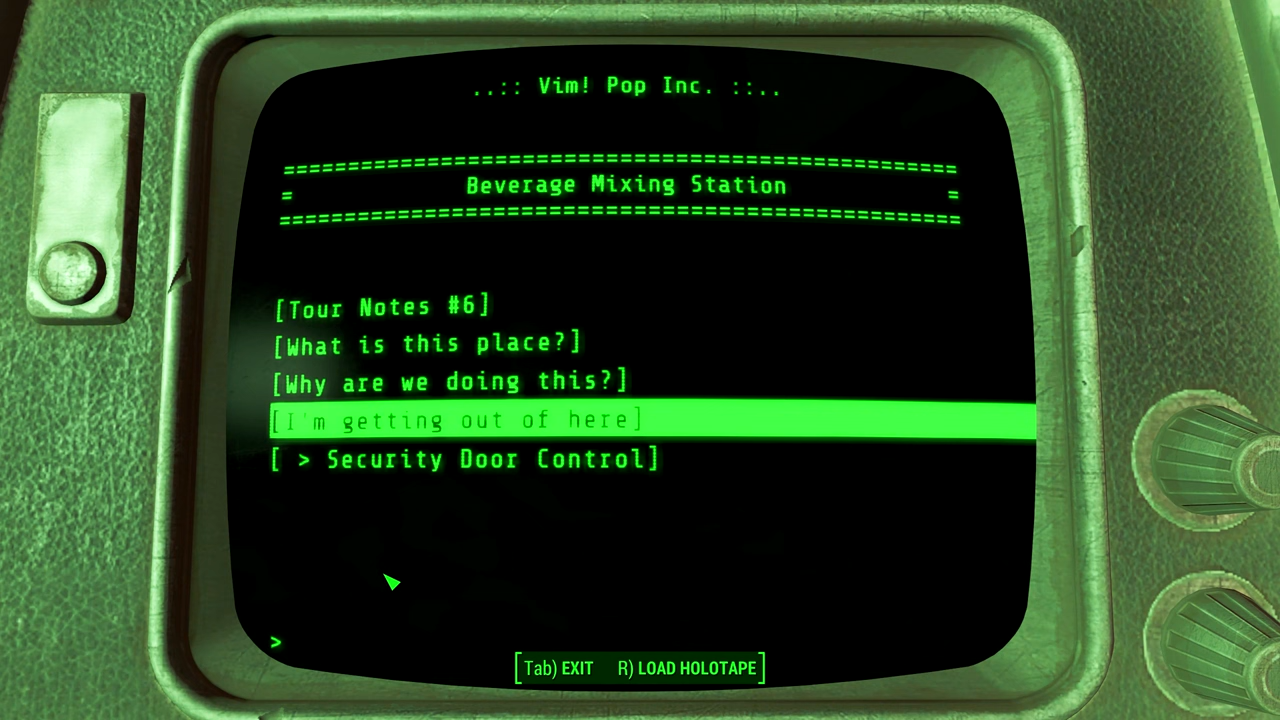 ..:: Vim! Pop Inc. ::..
=====================================================
= Beverage Mixing Station =
=====================================================
[Tour Notes #6]
[What is this place?]
[Why are we doing this?]
[I'm getting out of here]
[ > Security Door Control]
>
[Tab) EXIT R) LOAD HOLOTAPE]